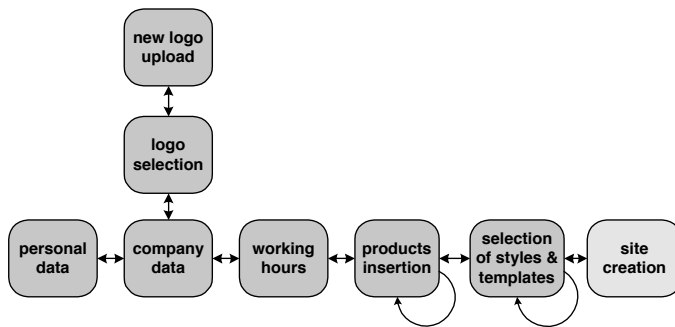 new logo
upload
logo
selection
personal
data
company
data
working
hours
products
insertion
selection
of styles &
templates
site
creation